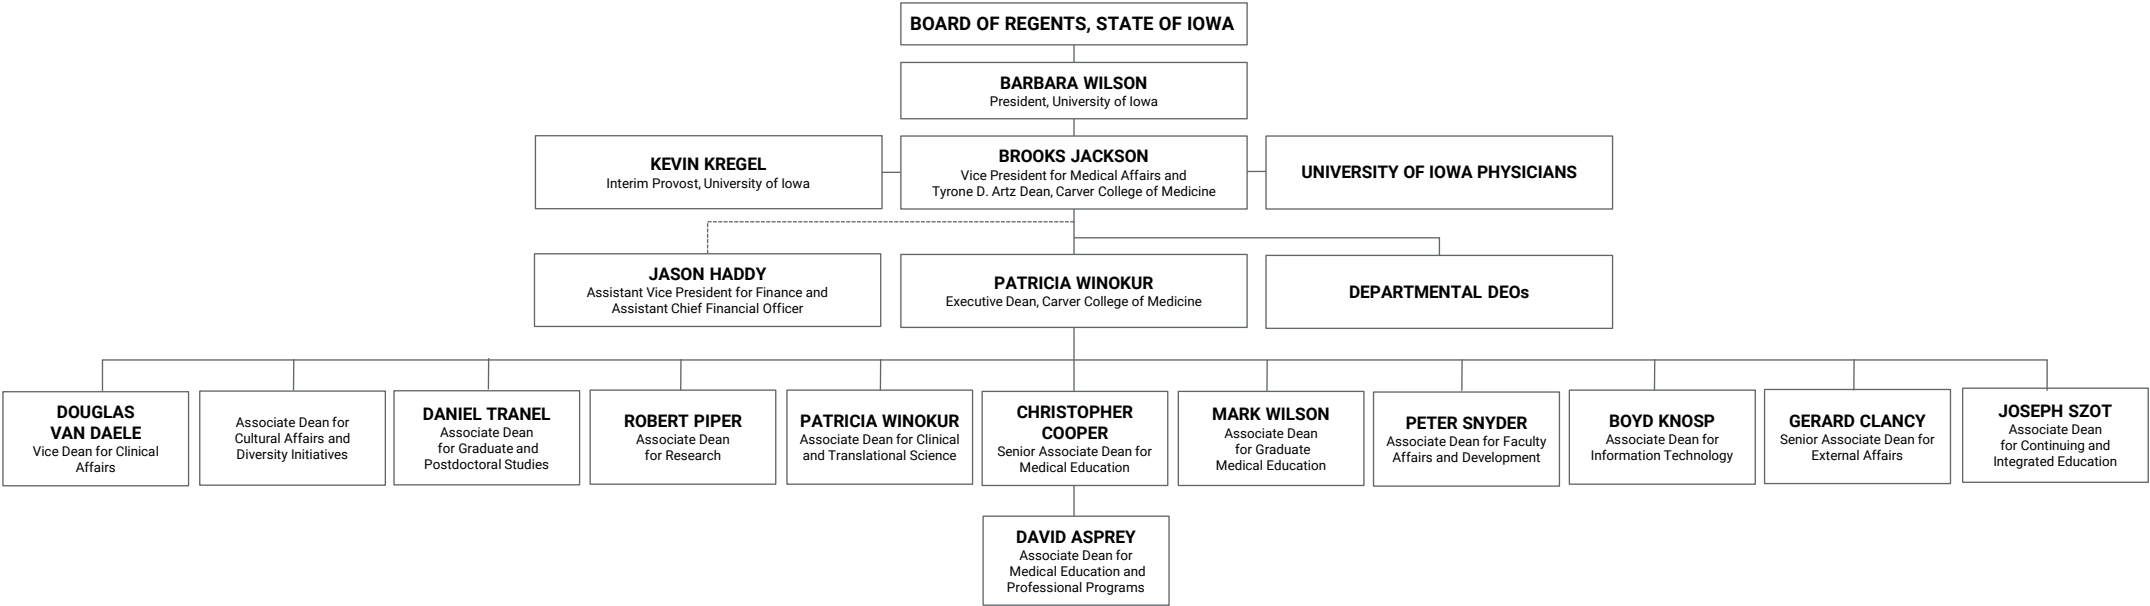 BOARD OF REGENTS, STATE OF IOWA
BARBARA WILSON
President, University of Iowa
KEVIN KREGEL
Interim Provost, University of Iowa
BROOKS JACKSON
Vice President for Medical Affairs and
Tyrone D. Artz Dean, Carver College of Medicine
UNIVERSITY OF IOWA PHYSICIANS
JASON HADDY
Assistant Vice President for Finance and
Assistant Chief Financial Officer
PATRICIA WINOKUR
Executive Dean, Carver College of Medicine
DEPARTMENTAL DEOs
DOUGLAS
VAN DAELE
Vice Dean for Clinical
Affairs
Associate Dean for
Cultural Affairs and
Diversity Initiatives
DANIEL TRANEL
Associate Dean
for Graduate and
Postdoctoral Studies
ROBERT PIPER
Associate Dean
for Research
PATRICIA WINOKUR
Associate Dean for Clinical
and Translational Science
CHRISTOPHER
COOPER
Senior Associate Dean for
Medical Education
MARK WILSON
Associate Dean
for Graduate
Medical Education
PETER SNYDER
Associate Dean for Faculty
Affairs and Development
BOYD KNOSP
Associate Dean for
Information Technology
GERARD CLANCY
Senior Associate Dean for
External Affairs
JOSEPH SZOT
Associate Dean
for Continuing and
Integrated Education
DAVID ASPREY
Associate Dean for
Medical Education and
Professional Programs